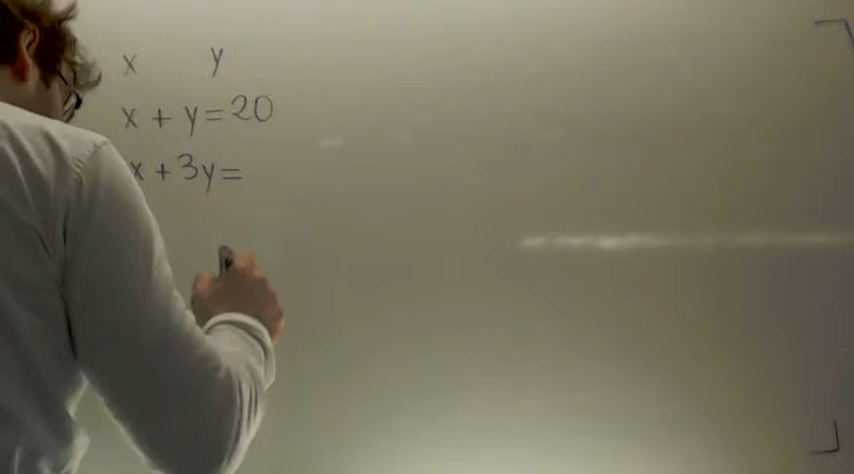 x y
x + y = 20
x + 3y =